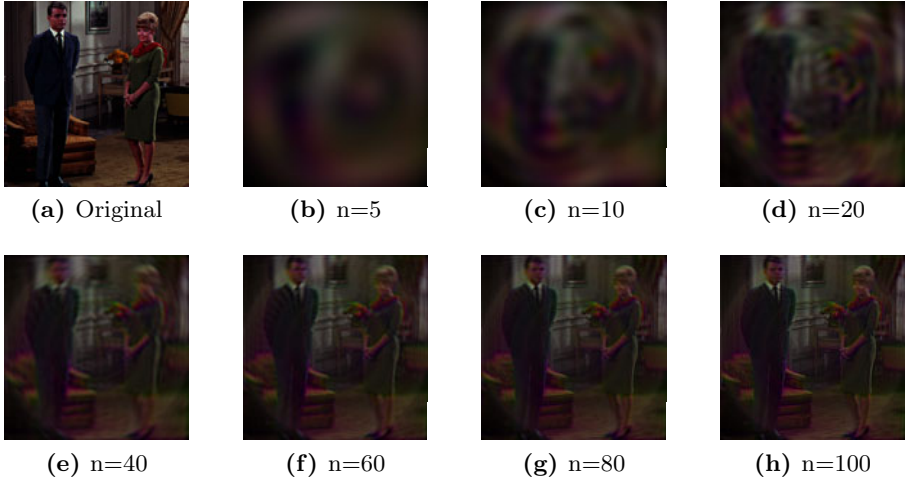 (a) Original
(b) n=5
(c) n=10
(d) n=20
(e) n=40
(f) n=60
(g) n=80
(h) n=100